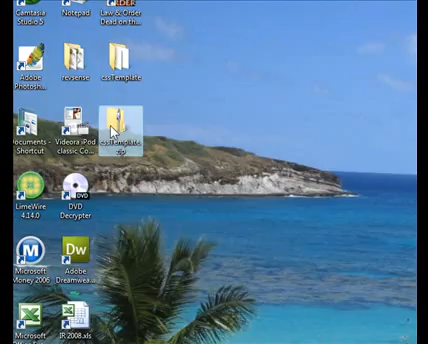 Camtasia
Studio 5
Notepad
Law & Order
Dead on the...
Adobe
Photosh...
revsense
cssTemplate
Documents -
Shortcut
Videora iPod
classic Co...
cssTemplate.
zip
LimeWire
4.14.0
DVD
DVD
Decrypter
Microsoft
Money 2006
Dw
Adobe
Dreamwea...
Microsoft
IR 2008.xls